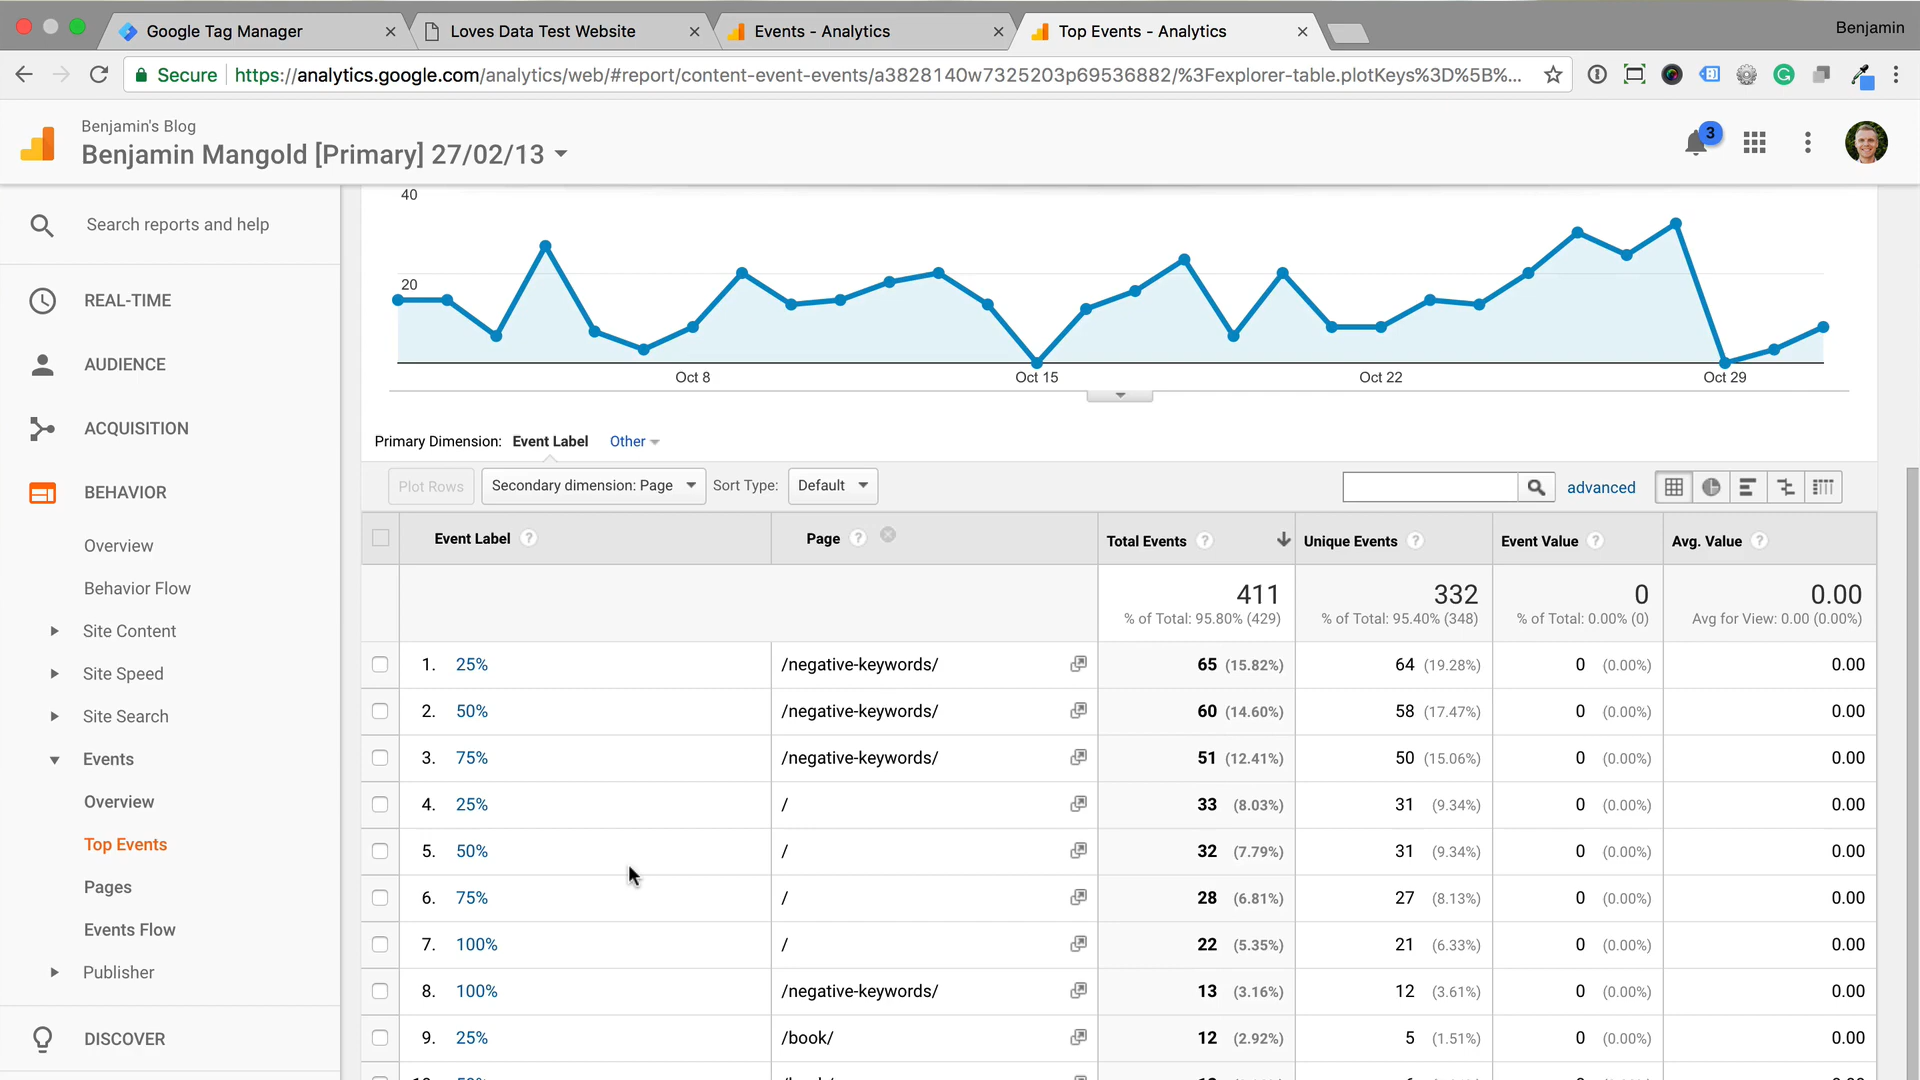 Google Tag Manager
Loves Data Test Website
Events - Analytics
Top Events - Analytics
Benjamin
Secure
https://analytics.google.com/analytics/web/#report/content-event-events/a3828140w7325203p69536882/%3Fexplorer-table.plotKeys%3D%5B%...
Benjamin's Blog
Benjamin Mangold [Primary] 27/02/13
3
Search reports and help
REAL-TIME
AUDIENCE
ACQUISITION
BEHAVIOR
Overview
Behavior Flow
Site Content
Site Speed
Site Search
Events
Overview
Top Events
Pages
Events Flow
Publisher
DISCOVER
40
20
Oct 8 Oct 15 Oct 22 Oct 29
Primary Dimension: Event Label Other
Plot Rows Secondary dimension: Page Sort Type: Default advanced
Event Label ? Page ? Total Events ? Unique Events ? Event Value ? Avg. Value ?
411 332 0 0.00
% of Total: 95.80% (429) % of Total: 95.40% (348) % of Total: 0.00% (0) Avg for View: 0.00 (0.00%)
1. 25% /negative-keywords/ 65 (15.82%) 64 (19.28%) 0 (0.00%) 0.00
2. 50% /negative-keywords/ 60 (14.60%) 58 (17.47%) 0 (0.00%) 0.00
3. 75% /negative-keywords/ 51 (12.41%) 50 (15.06%) 0 (0.00%) 0.00
4. 25% / 33 (8.03%) 31 (9.34%) 0 (0.00%) 0.00
5. 50% / 32 (7.79%) 31 (9.34%) 0 (0.00%) 0.00
6. 75% / 28 (6.81%) 27 (8.13%) 0 (0.00%) 0.00
7. 100% / 22 (5.35%) 21 (6.33%) 0 (0.00%) 0.00
8. 100% /negative-keywords/ 13 (3.16%) 12 (3.61%) 0 (0.00%) 0.00
9. 25% /book/ 12 (2.92%) 5 (1.51%) 0 (0.00%) 0.00